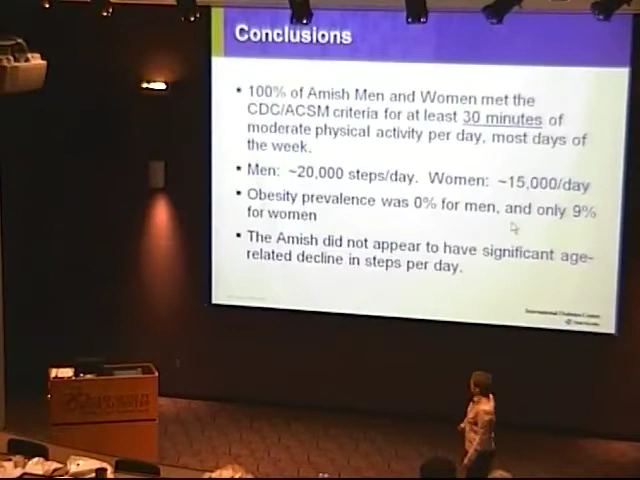 Conclusions
• 100% of Amish Men and Women met the
CDC/ACSM criteria for at least 30 minutes of
moderate physical activity per day, most days of
the week.
• Men: ~20,000 steps/day. Women: ~15,000/day
• Obesity prevalence was 0% for men, and only 9%
for women
• The Amish did not appear to have significant age-
related decline in steps per day.
International Diabetes Center